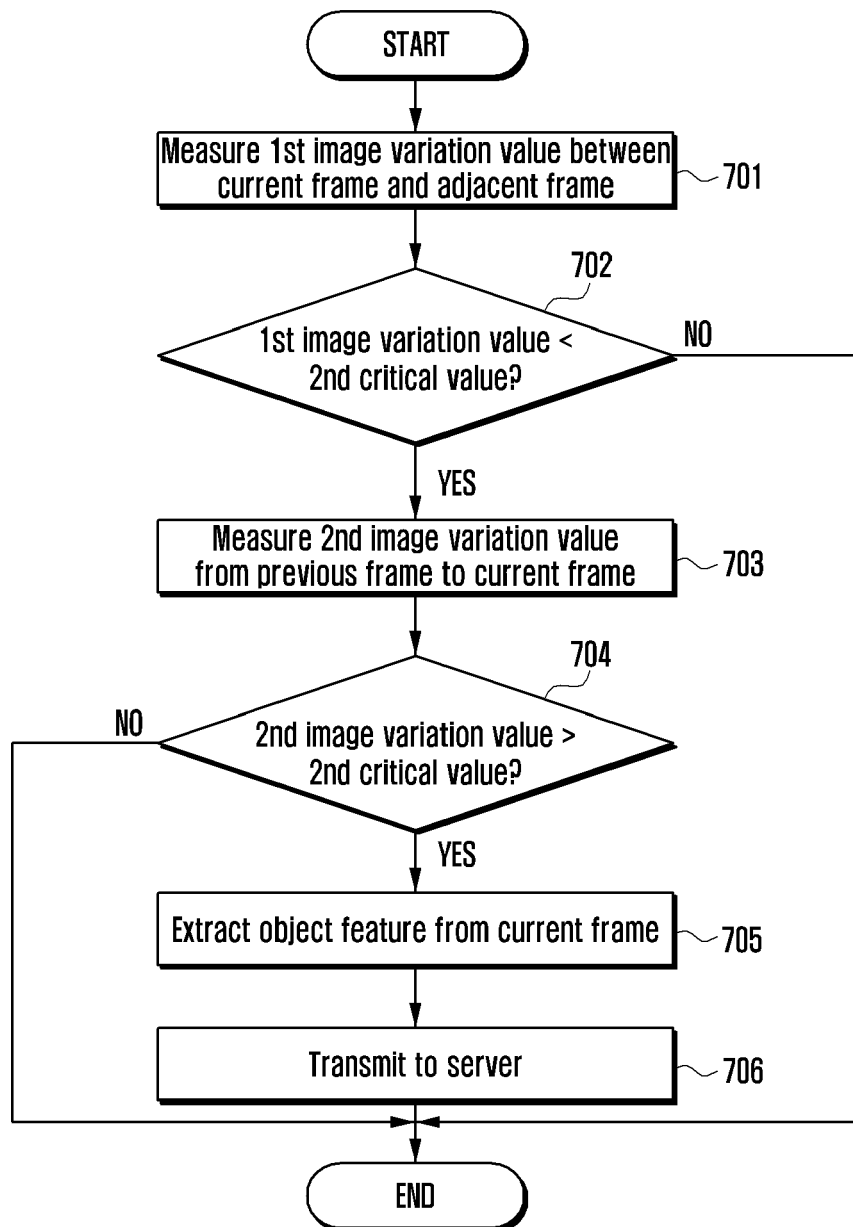 START
Measure 1st image variation value between
current frame and adjacent frame
701
702
1st image variation value <
2nd critical value?
NO
YES
Measure 2nd image variation value
from previous frame to current frame
703
704
NO
2nd image variation value >
2nd critical value?
YES
Extract object feature from current frame
705
Transmit to server
706
END